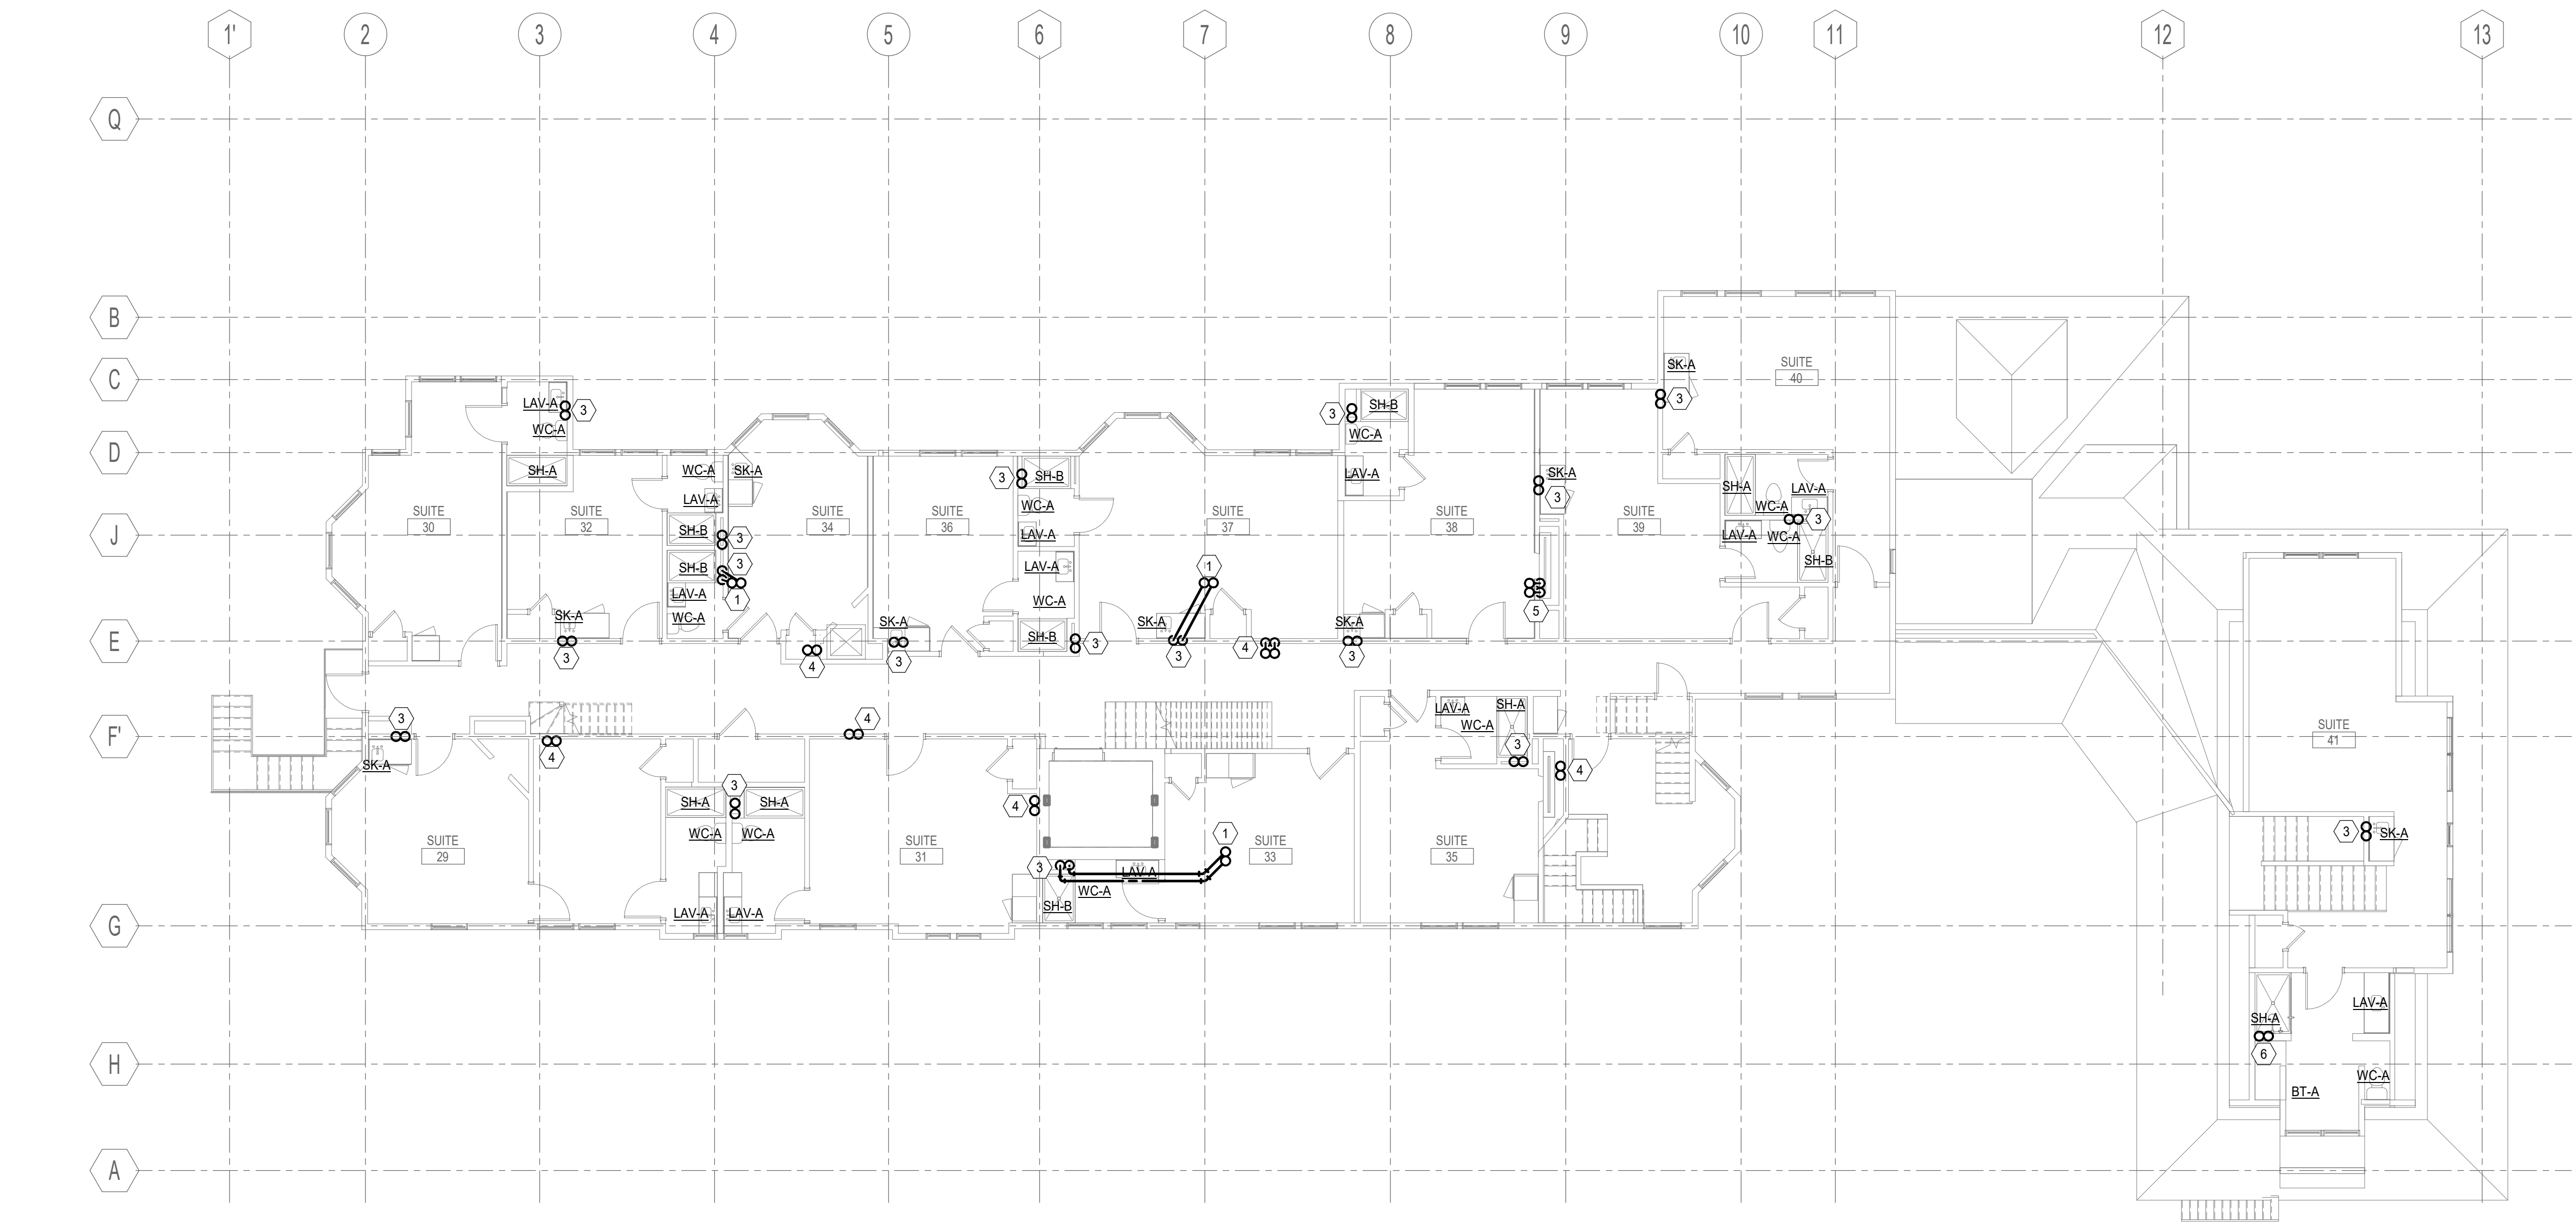 1' 2 3 4 5 6 7 8 9 10 11 12 13
Q
B
C
SK-A
SUITE
40
3
LAV-A 3
3 SH-B
WC-A
WC-A
D
SH-A
WC-A SK-A
3 SH-B
LAV-A
SK-A
3
SH-A
LAV-A
LAV-A
WC-A
WC-A
SUITE
30
SUITE
32
SUITE
34
SUITE
36
SUITE
37
SUITE
38
SUITE
39
3
J
SH-B 3
LAV-A
LAV-A
WC-A
SH-B
3
SH-B
LAV-A
1
1
LAV-A
WC-A
5
SK-A
WC-A
SK-A
SK-A
SK-A
E
3
4
3
SH-B 3
3
4
3
F'
3
4
4
SK-A
LAV-A
SH-A
WC-A
3
4
SUITE
41
3
SH-A SH-A
4
WC-A WC-A
1
3 SK-A
SUITE
29
SUITE
31
SUITE
33
SUITE
35
3
LAV-A
WC-A
SH-B
LAV-A LAV-A
G
LAV-A
SH-A
6
H
WC-A
BT-A
A